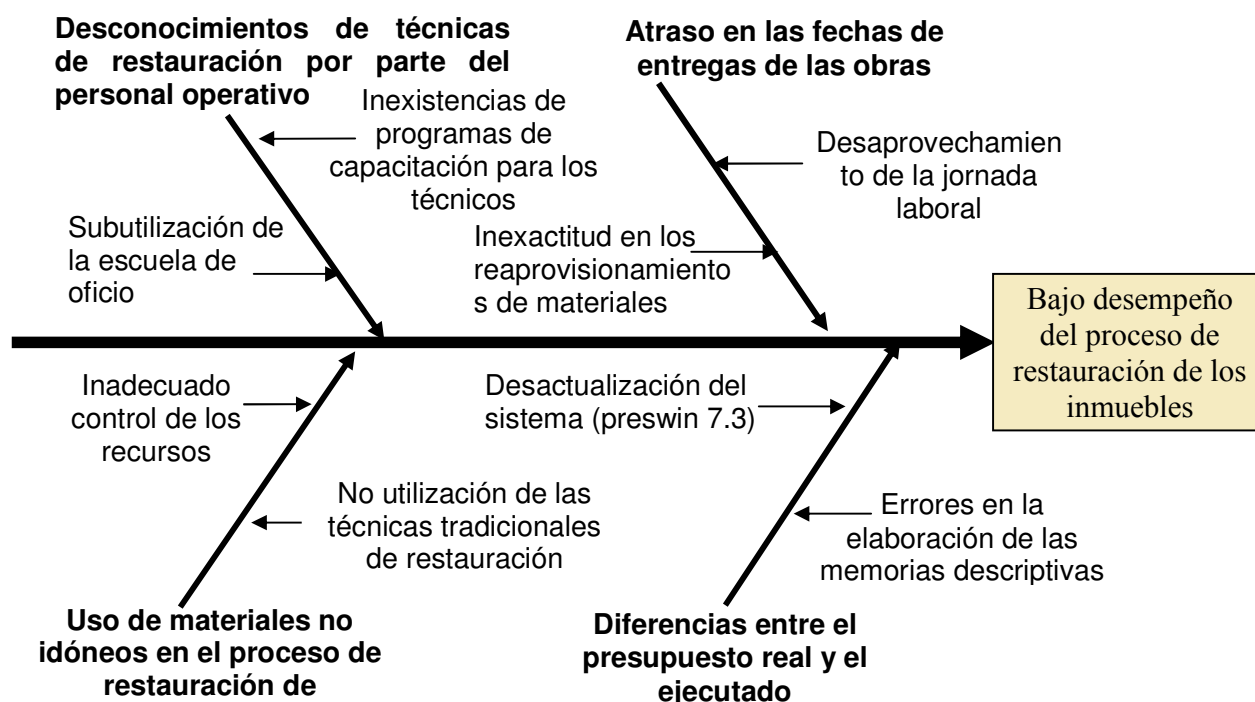 Desconocimientos de técnicas
de restauración por parte del
personal operativo
Inexistencias de
programas de
capacitación para los
técnicos
Subutilización de
la escuela de
oficio
Atraso en las fechas de
entregas de las obras
Desaprovechamien
to de la jornada
laboral
Inexactitud en los
reaprovisionamiento
s de materiales
Bajo desempeño
del proceso de
restauración de los
inmuebles
Inadecuado
control de los
recursos
No utilización de las
técnicas tradicionales
de restauración
Uso de materiales no
idóneos en el proceso de
restauración de
Desactualización del
sistema (preswin 7.3)
Errores en la
elaboración de las
memorias descriptivas
Diferencias entre el
presupuesto real y el
ejecutado